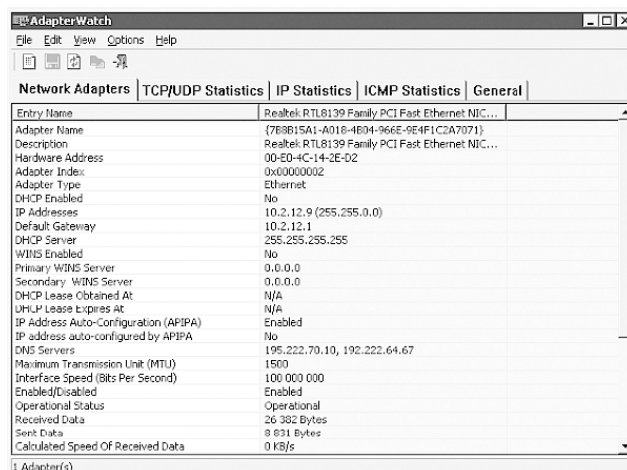 AdapterWatch
File Edit View Options Help
Network Adapters TCP/UDP Statistics IP Statistics ICMP Statistics General
Entry Name Realtek RTL8139 Family PCI Fast Ethernet NIC...
Adapter Name {7B8B15A1-A018-4B04-966E-9E4F1C2A7071}
Description Realtek RTL8139 Family PCI Fast Ethernet NIC...
Hardware Address 00-E0-4C-14-2E-D2
Adapter Index 0x00000002
Adapter Type Ethernet
DHCP Enabled No
IP Addresses 10.2.12.9 (255.255.0.0)
Default Gateway 10.2.12.1
DHCP Server 255.255.255.255
WINS Enabled No
Primary WINS Server 0.0.0.0
Secondary WINS Server 0.0.0.0
DHCP Lease Obtained At N/A
DHCP Lease Expires At N/A
IP Address Auto-Configuration (APIPA) Enabled
IP address auto-configured by APIPA No
DNS Servers 195.222.70.10, 192.222.64.67
Maximum Transmission Unit (MTU) 1500
Interface Speed (Bits Per Second) 100 000 000
Enabled/Disabled Enabled
Operational Status Operational
Received Data 26 382 Bytes
Sent Data 8 831 Bytes
Calculated Speed Of Received Data 0 KB/s
1 Adapter(s)